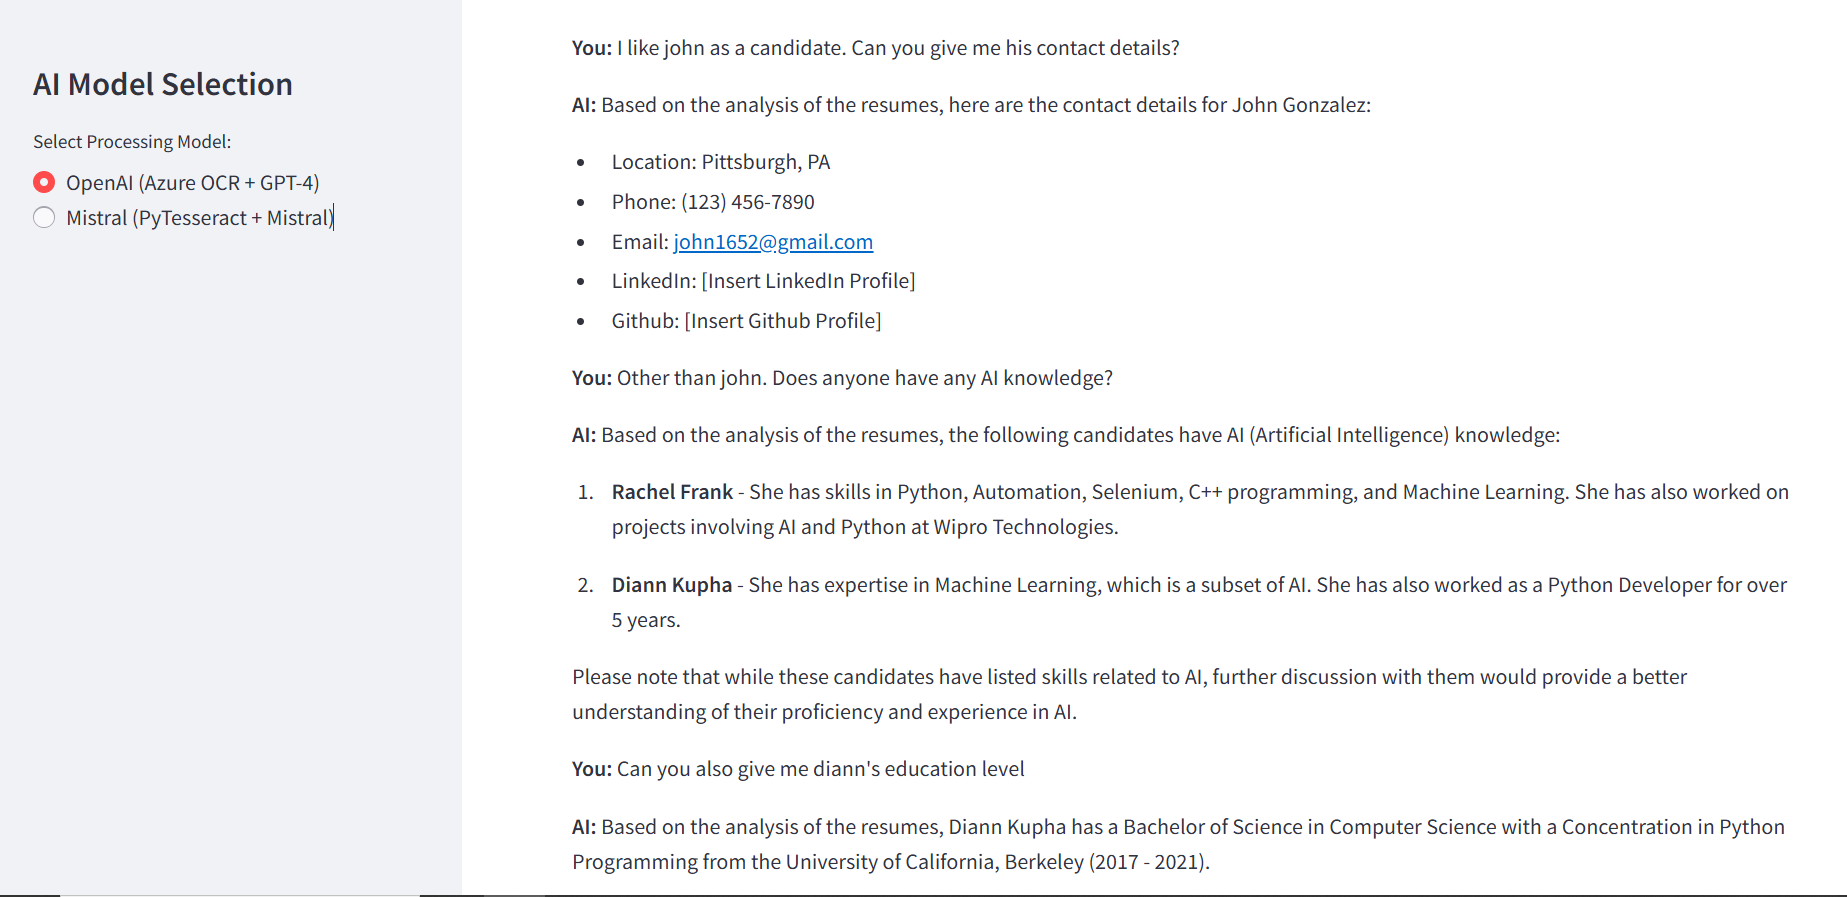 AI Model Selection
Select Processing Model:
OpenAI (Azure OCR + GPT-4)
Mistral (PyTesseract + Mistral)
You: I like john as a candidate. Can you give me his contact details?
AI: Based on the analysis of the resumes, here are the contact details for John Gonzalez:
• Location: Pittsburgh, PA
• Phone: (123) 456-7890
• Email: john1652@gmail.com
• LinkedIn: [Insert LinkedIn Profile]
• Github: [Insert Github Profile]
You: Other than john. Does anyone have any AI knowledge?
AI: Based on the analysis of the resumes, the following candidates have AI (Artificial Intelligence) knowledge:
1. Rachel Frank - She has skills in Python, Automation, Selenium, C++ programming, and Machine Learning. She has also worked on
projects involving AI and Python at Wipro Technologies.
2. Diann Kupha - She has expertise in Machine Learning, which is a subset of AI. She has also worked as a Python Developer for over
5 years.
Please note that while these candidates have listed skills related to AI, further discussion with them would provide a better
understanding of their proficiency and experience in AI.
You: Can you also give me diann's education level
AI: Based on the analysis of the resumes, Diann Kupha has a Bachelor of Science in Computer Science with a Concentration in Python
Programming from the University of California, Berkeley (2017 - 2021).